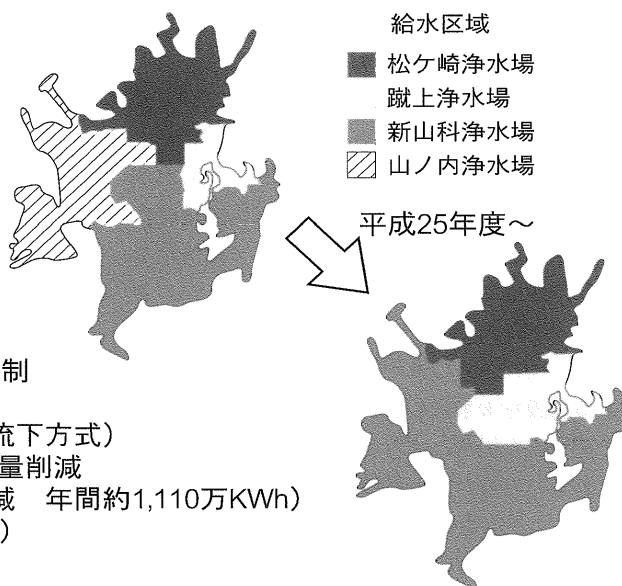 給水区域
松ケ崎浄水場
蹴上浄水場
新山科浄水場
山ノ内浄水場
平成25年度～
制
流下方式）
量削減
減　年間約1,110万KWh）
）